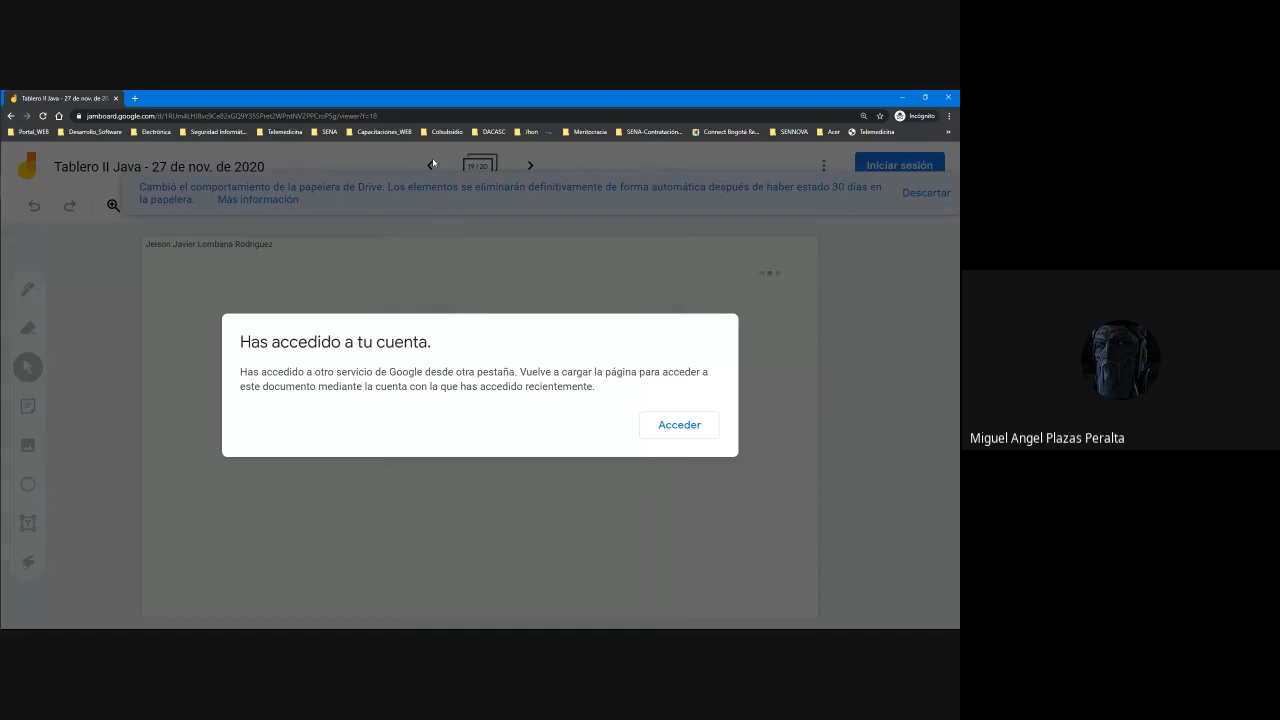 Tablero II Java - 27 de nov. de 20
jamboard.google.com
Incógnito
Portal_WEB
Desarrollo_Software
Electrónica
Seguridad Informát...
Telemedicina
SENA
Capacitaciones_WEB
Colsubsidio
DACASC
Jhon
Meritocracia
SENA-Contratación...
Connect Bogotá Re...
SENNOVA
Acer
Telemedicina
»
Tablero II Java - 27 de nov. de 2020
19 / 20
Iniciar sesión
Cambió el comportamiento de la papelera de Drive. Los elementos se eliminarán definitivamente de forma automática después de haber estado 30 días en
la papelera. Más información
Descartar
Jeison Javier Lombana Rodriguez
Has accedido a tu cuenta.
Has accedido a otro servicio de Google desde otra pestaña. Vuelve a cargar la página para acceder a
este documento mediante la cuenta con la que has accedido recientemente.
Acceder
Miguel Angel Plazas Peralta